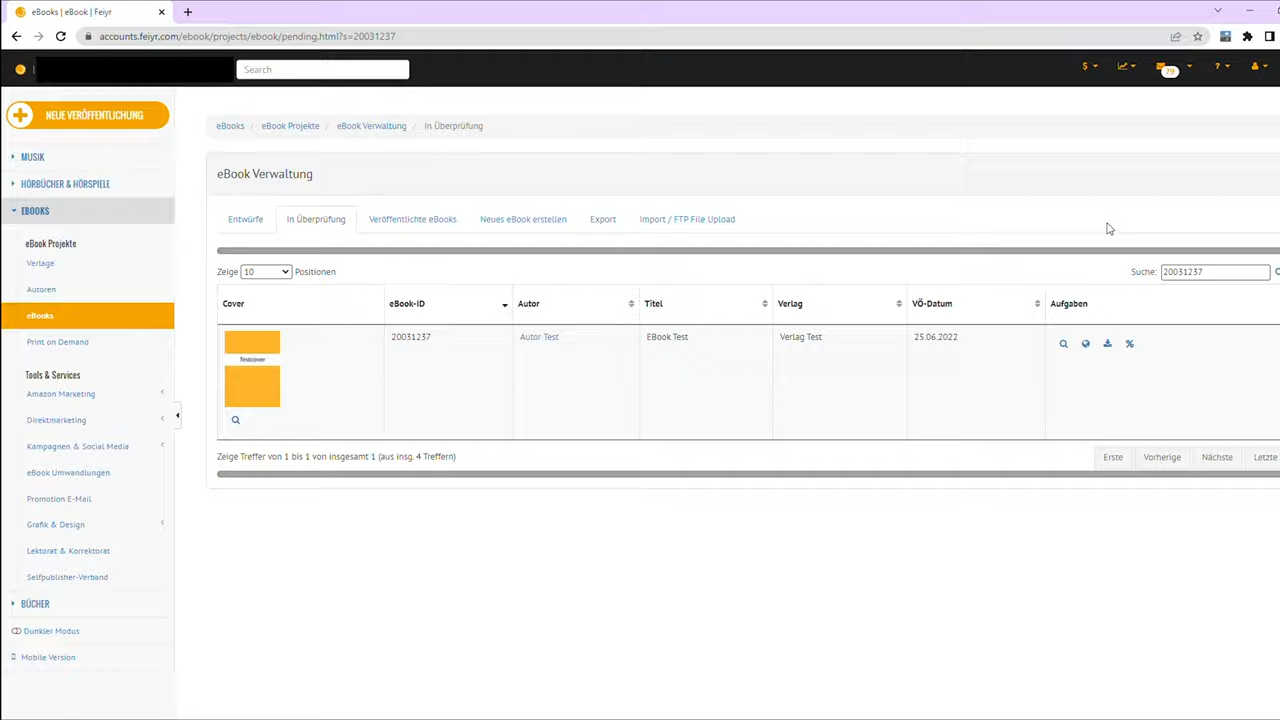 eBooks | eBook | Feiyr
accounts.feiyr.com/ebook/projects/ebook/pending.html?s=20031237
Search
$
79
?
NEUE VERÖFFENTLICHUNG
MUSIK
HÖRBÜCHER & HÖRSPIELE
EBOOKS
eBook Projekte
Verlage
Autoren
eBooks
Print on Demand
Tools & Services
Amazon Marketing
Direktmarketing
Kampagnen & Social Media
eBook Umwandlungen
Promotion E-Mail
Grafik & Design
Lektorat & Korrektorat
Selfpublisher-Verband
BÜCHER
Dunkler Modus
Mobile Version
eBooks / eBook Projekte / eBook Verwaltung / In Überprüfung
eBook Verwaltung
Entwürfe In Überprüfung Veröffentlichte eBooks Neues eBook erstellen Export Import / FTP File Upload
Zeige 10 Positionen Suche: 20031237
Cover eBook-ID Autor Titel Verlag VÖ-Datum Aufgaben
20031237 Autor Test EBook Test Verlag Test 25.06.2022
Testcover
Zeige Treffer von 1 bis 1 von insgesamt 1 (aus insg. 4 Treffern) Erste Vorherige Nächste Letzte